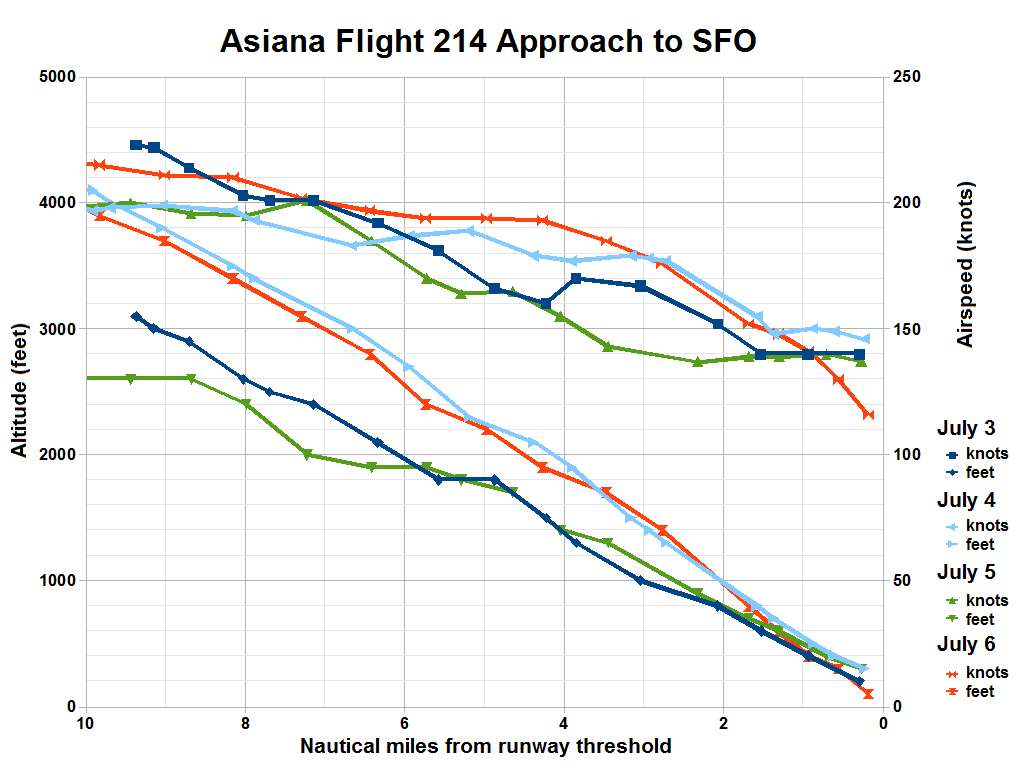 Asiana Flight 214 Approach to SFO
5000
4000
3000
2000
1000
0
Altitude (feet)
250
200
150
100
50
0
Airspeed (knots)
10
8
6
4
2
0
Nautical miles from runway threshold
July 3
knots
feet
July 4
knots
feet
July 5
knots
feet
July 6
knots
feet